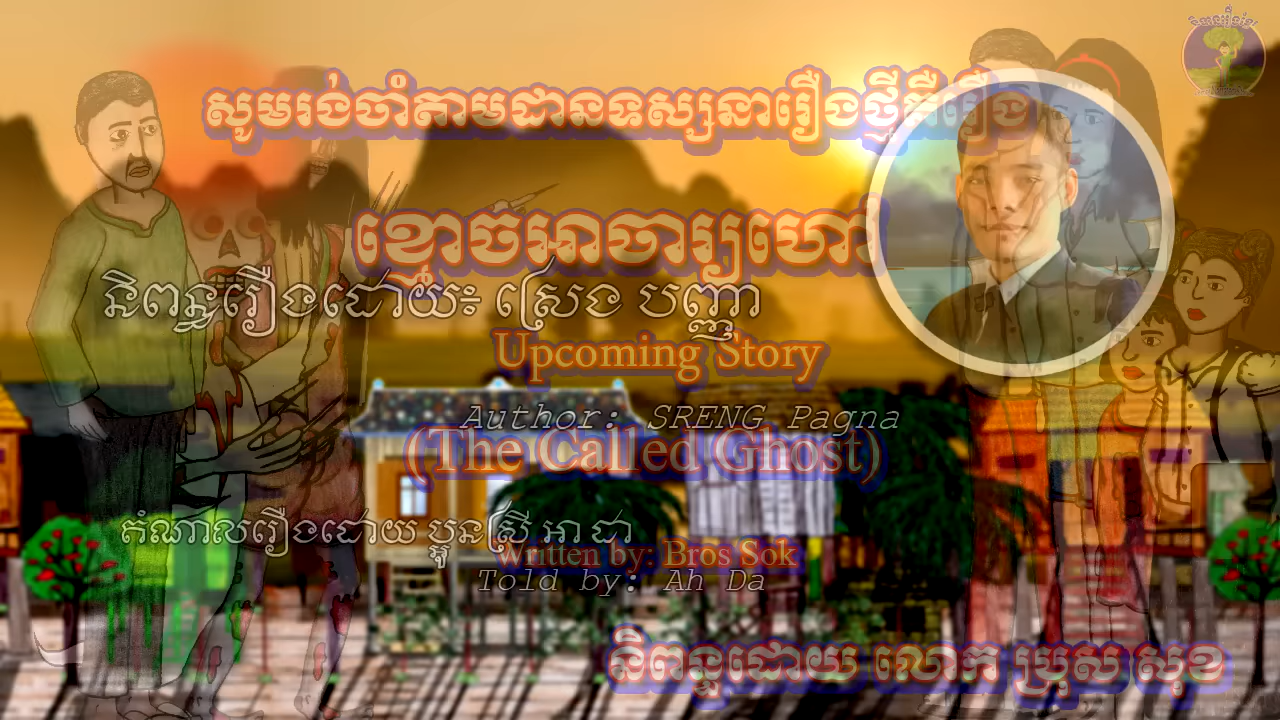 សូមរង់ចាំតាមដានទស្សនារឿងថ្មីគឺរឿង
ខ្មោចអាចារ្យហៅ
និពន្ធរឿងដោយ៖ ស្រេង បញ្ញា
Upcoming Story
Author: SRENG Pagna
(The Called Ghost)
តំណាលរឿងដោយ ប្អូនស្រី អា ដា
Written by: Bros Sok
Told by: Ah Da
និពន្ធដោយ លោក ប្រុស សុខ